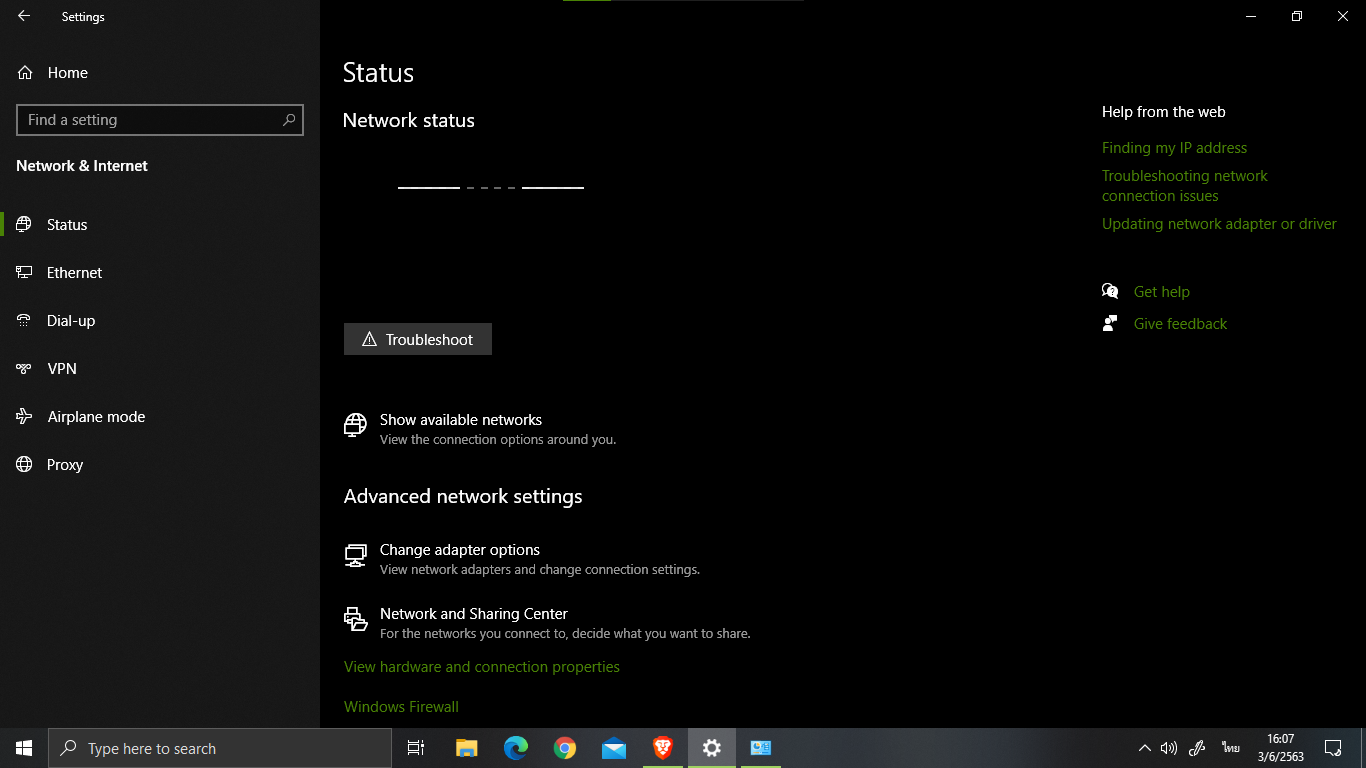 Settings
Home
Find a setting
Network & Internet
Status
Ethernet
Dial-up
VPN
Airplane mode
Proxy
Status
Network status
Troubleshoot
Show available networks
View the connection options around you.
Advanced network settings
Change adapter options
View network adapters and change connection settings.
Network and Sharing Center
For the networks you connect to, decide what you want to share.
View hardware and connection properties
Windows Firewall
Help from the web
Finding my IP address
Troubleshooting network
connection issues
Updating network adapter or driver
Get help
Give feedback
Type here to search
ไทย
16:07
3/6/2563